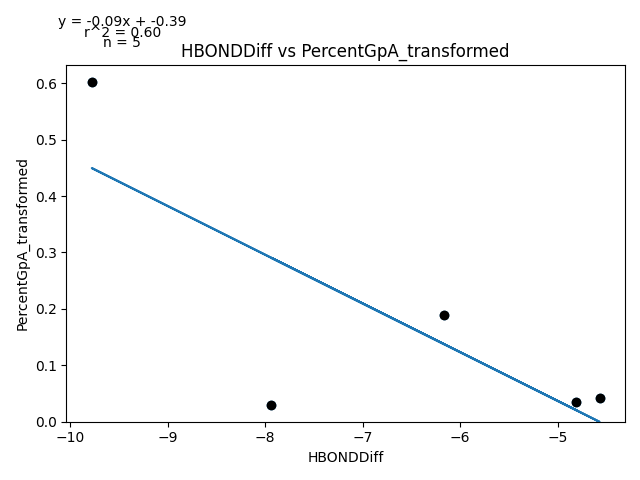 y = -0.09x + -0.39
r^2 = 0.60
n = 5
HBONDDiff vs PercentGpA_transformed
PercentGpA_transformed
0.6
0.5
0.4
0.3
0.2
0.1
0.0
−10 −9 −8 −7 −6 −5
HBONDDiff